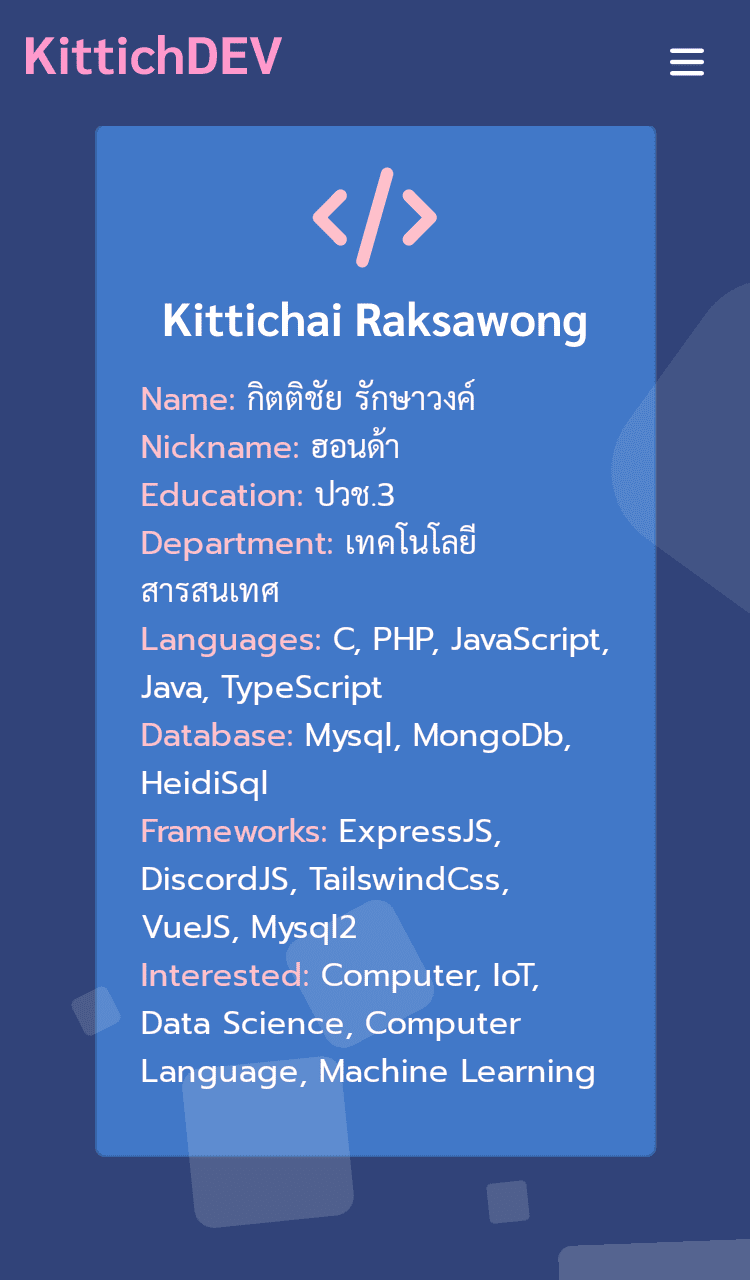 KittichDEV
Kittichai Raksawong
Name: กิตติชัย รักษาวงค์
Nickname: ฮอนด้า
Education: ปวช.3
Department: เทคโนโลยี
สารสนเทศ
Languages: C, PHP, JavaScript,
Java, TypeScript
Database: Mysql, MongoDb,
HeidiSql
Frameworks: ExpressJS,
DiscordJS, TailswindCss,
VueJS, Mysql2
Interested: Computer, IoT,
Data Science, Computer
Language, Machine Learning